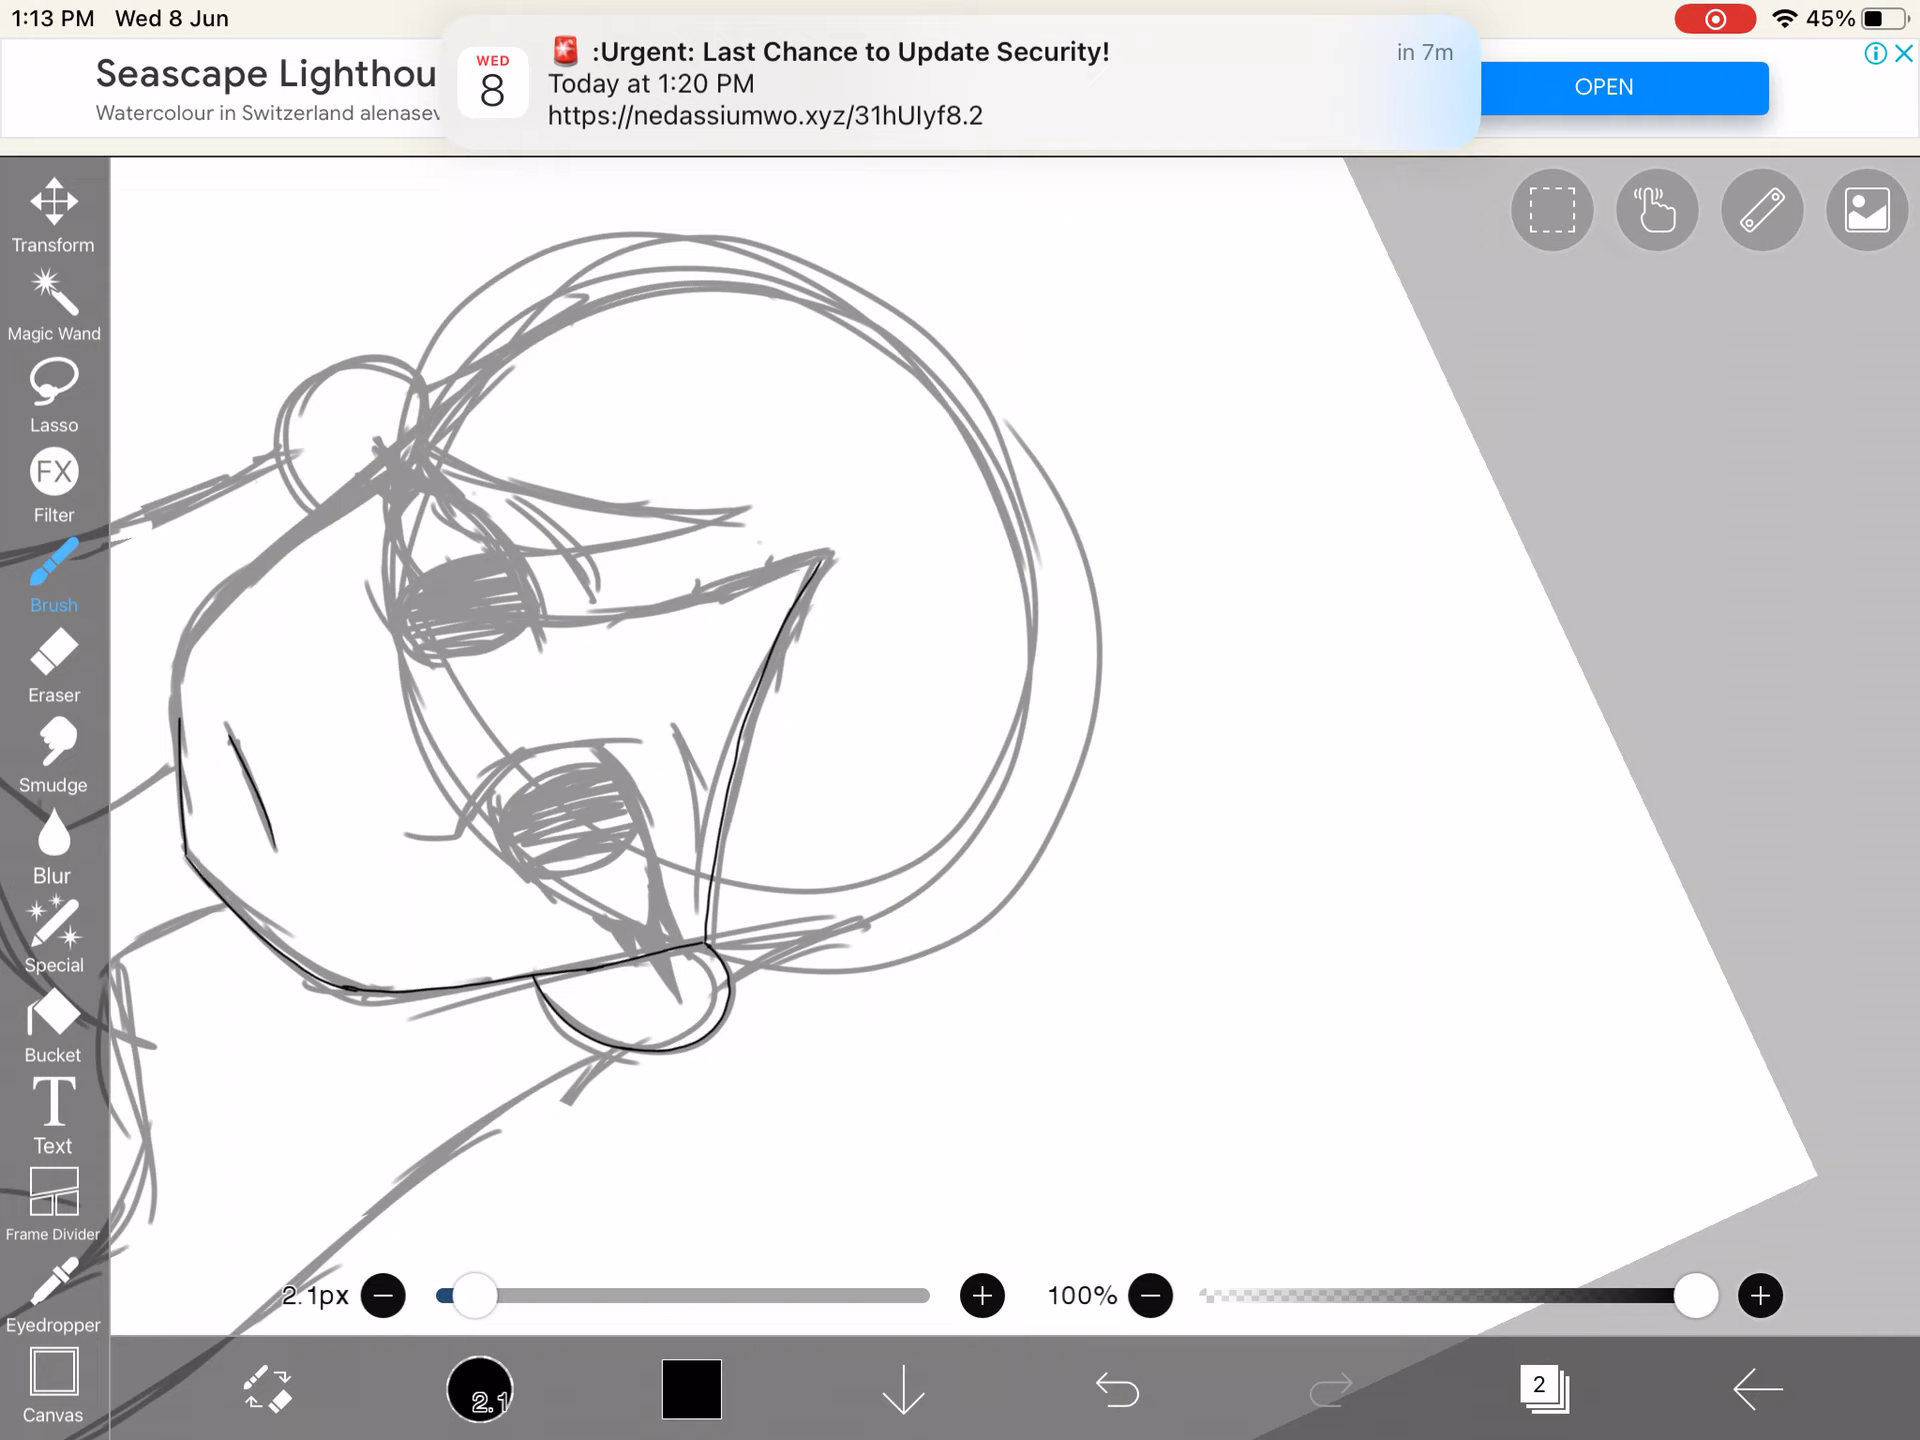 1:13 PM Wed 8 Jun
45%
Seascape Lighthou
Watercolour in Switzerland alenasev
WED
8
:Urgent: Last Chance to Update Security!
in 7m
Today at 1:20 PM
https://nedassiumwo.xyz/31hUIyf8.2
OPEN
Transform
Magic Wand
Lasso
FX
Filter
Brush
Eraser
Smudge
Blur
Special
Bucket
T
Text
Frame Divider
Eyedropper
Canvas
2.1px
100%
2.1
2